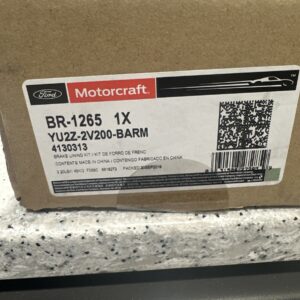 Ford
Motorcraft
BR-1265 1X
YU2Z-2V200-BARM
4130313
BRAKE LINING KIT / KIT DE FORRO DE FRENO
CONTENTS MADE IN CHINA / CONTENIDO FABRICADO EN CHINA